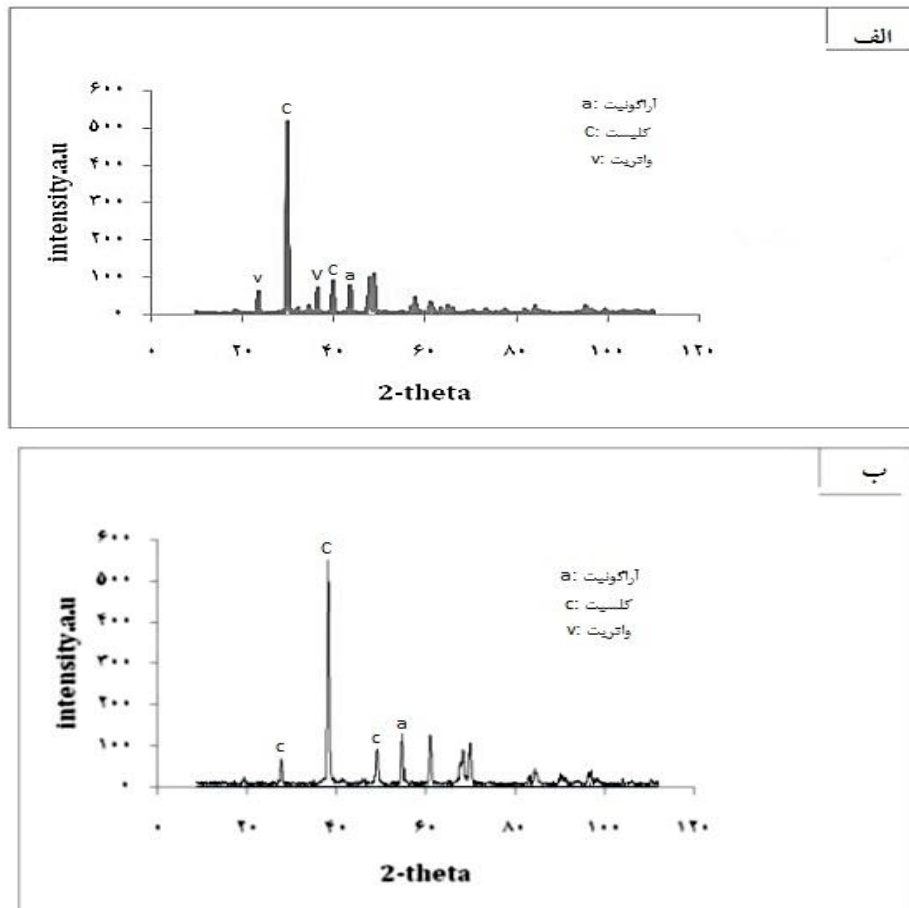 الف
۶۰۰
۵۰۰
۴۰۰
۳۰۰
۲۰۰
۱۰۰
۰
intensity.a.u
C
v
V
C
a
a: آراگونیت
C: کلیست
v: واتریت
۰ ۲۰ ۴۰ ۶۰ ۸۰ ۱۰۰ ۱۲۰
2-theta
ب
۶۰۰
۵۰۰
۴۰۰
۳۰۰
۲۰۰
۱۰۰
۰
intensity.a.u
C
c
c
a
a: آراگونیت
c: کلسیت
v: واتریت
۰ ۲۰ ۴۰ ۶۰ ۸۰ ۱۰۰ ۱۲۰
2-theta